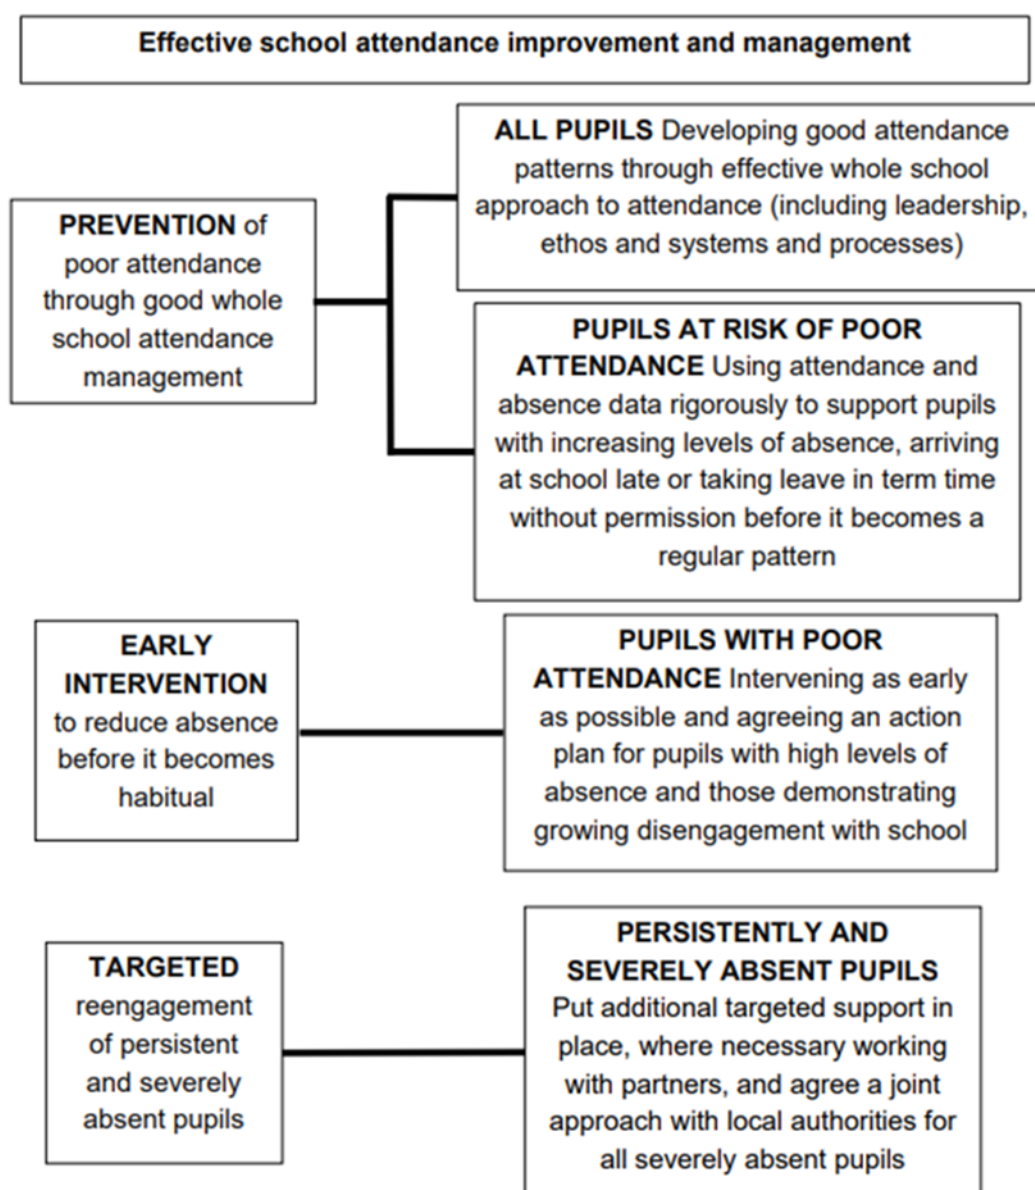 Effective school attendance improvement and management
ALL PUPILS Developing good attendance
patterns through effective whole school
approach to attendance (including leadership,
ethos and systems and processes)
PREVENTION of
poor attendance
through good whole
school attendance
management
PUPILS AT RISK OF POOR
ATTENDANCE Using attendance and
absence data rigorously to support pupils
with increasing levels of absence, arriving
at school late or taking leave in term time
without permission before it becomes a
regular pattern
EARLY
INTERVENTION
to reduce absence
before it becomes
habitual
PUPILS WITH POOR
ATTENDANCE Intervening as early
as possible and agreeing an action
plan for pupils with high levels of
absence and those demonstrating
growing disengagement with school
TARGETED
reengagement
of persistent
and severely
absent pupils
PERSISTENTLY AND
SEVERELY ABSENT PUPILS
Put additional targeted support in
place, where necessary working
with partners, and agree a joint
approach with local authorities for
all severely absent pupils